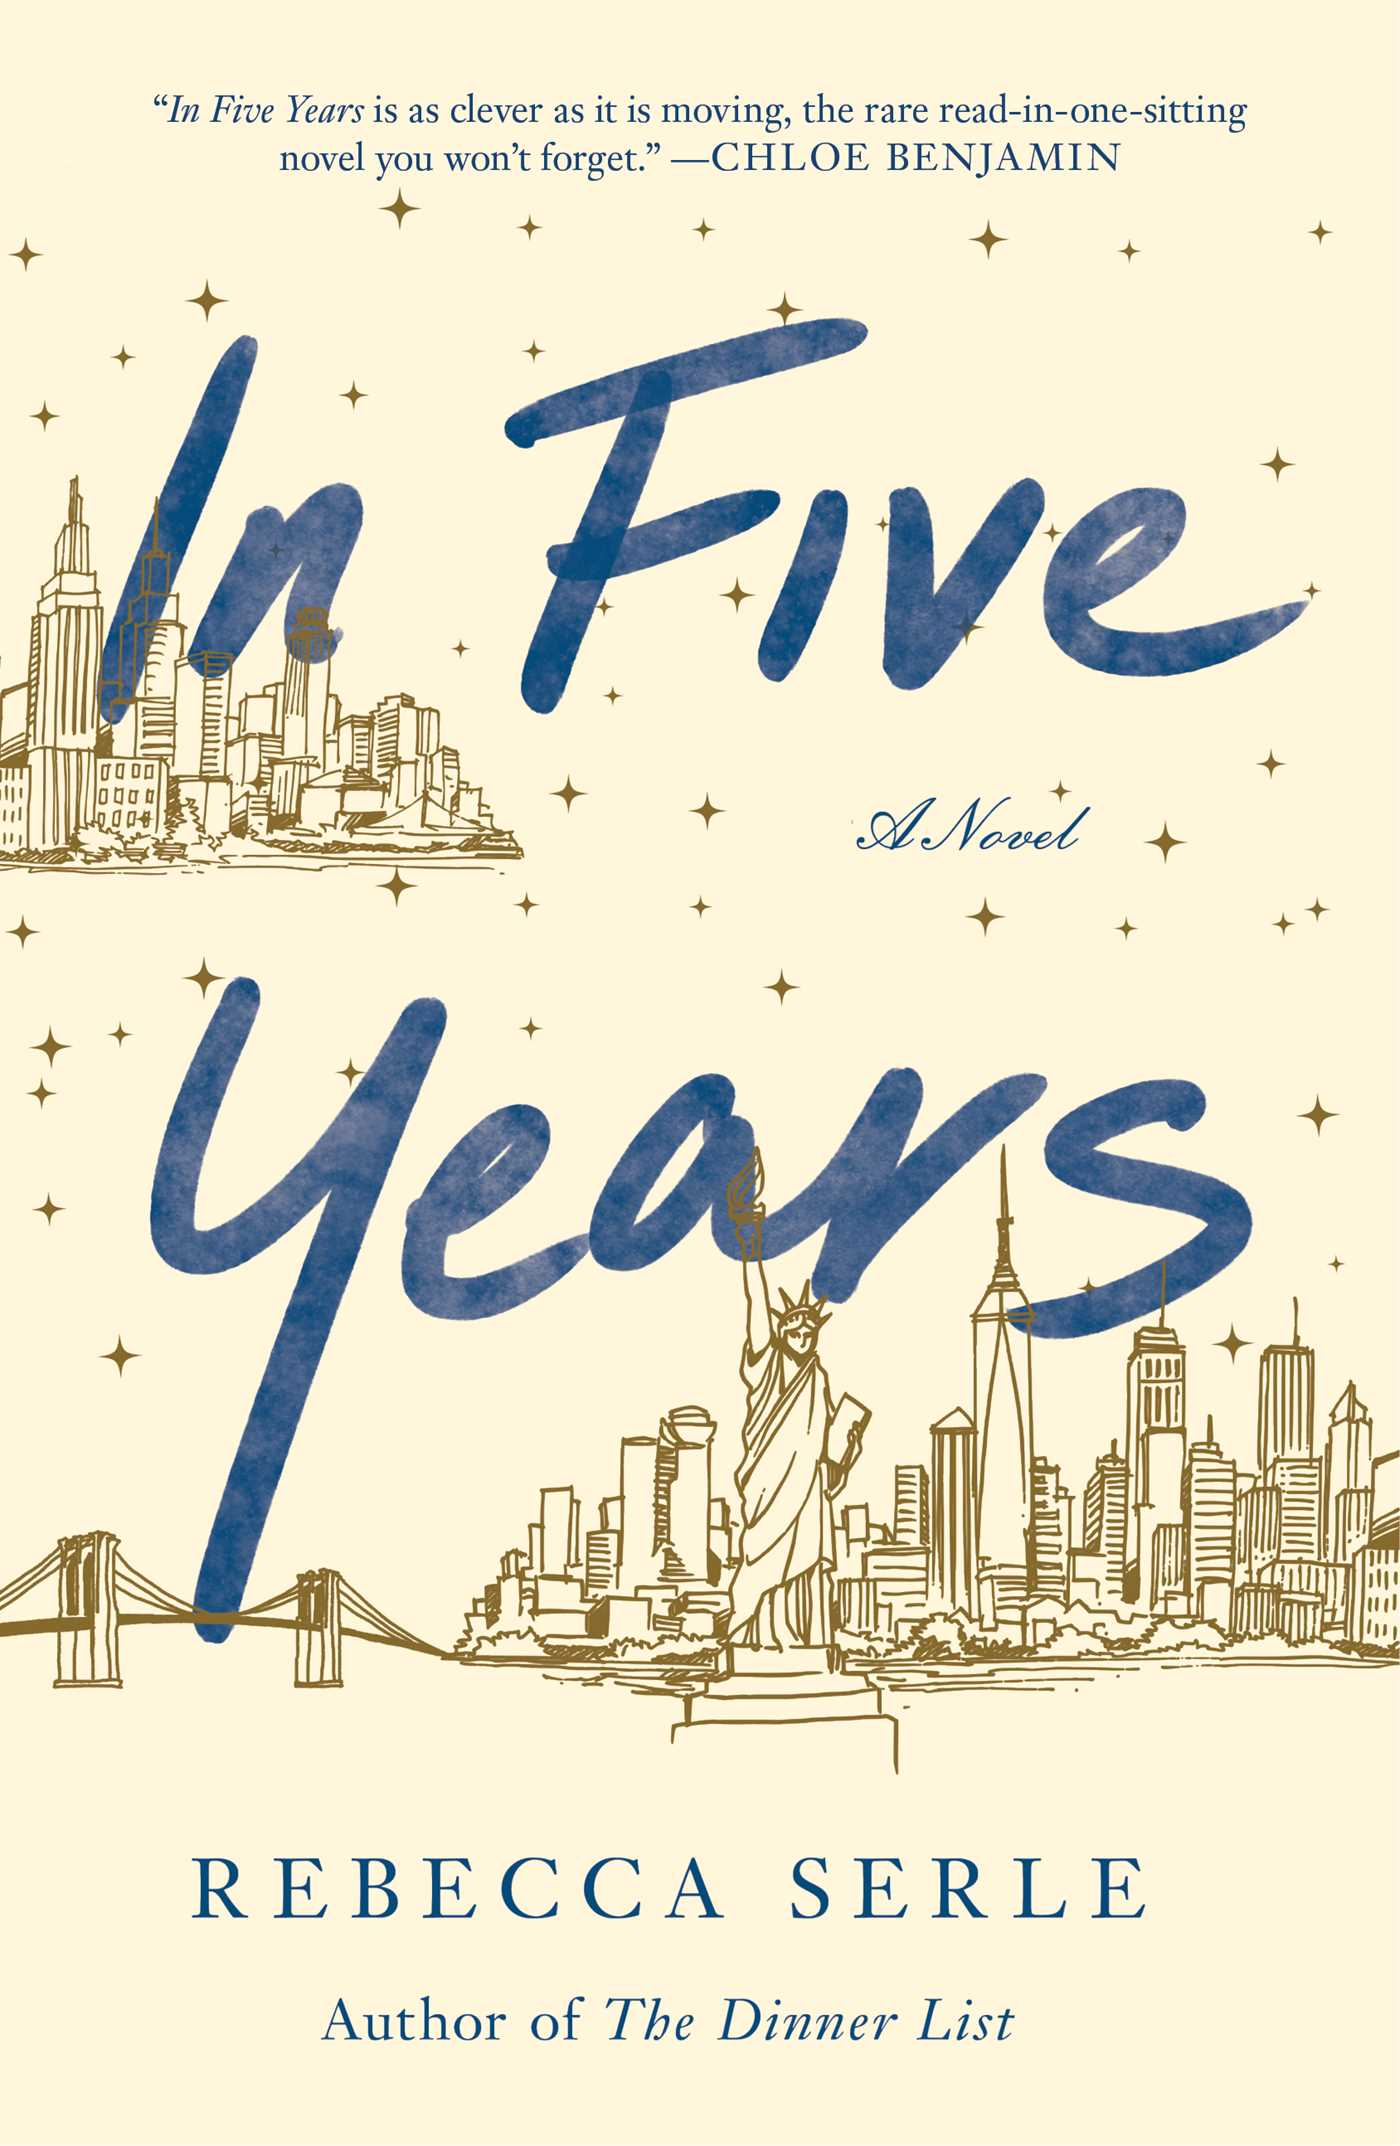 “In Five Years is as clever as it is moving, the rare read-in-one-sitting
novel you won’t forget.” —CHLOE BENJAMIN
In Five
A Novel
Years
REBECCA SERLE
Author of The Dinner List